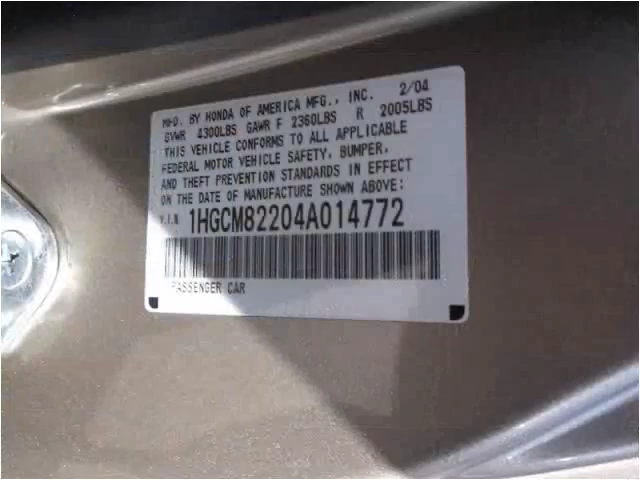 MFD. BY HONDA OF AMERICA MFG., INC. 2/04
GVWR 4300LBS GAWR F 2360LBS R 2005LBS
THIS VEHICLE CONFORMS TO ALL APPLICABLE
FEDERAL MOTOR VEHICLE SAFETY, BUMPER,
AND THEFT PREVENTION STANDARDS IN EFFECT
ON THE DATE OF MANUFACTURE SHOWN ABOVE:
V.I.N 1HGCM82204A014772
PASSENGER CAR